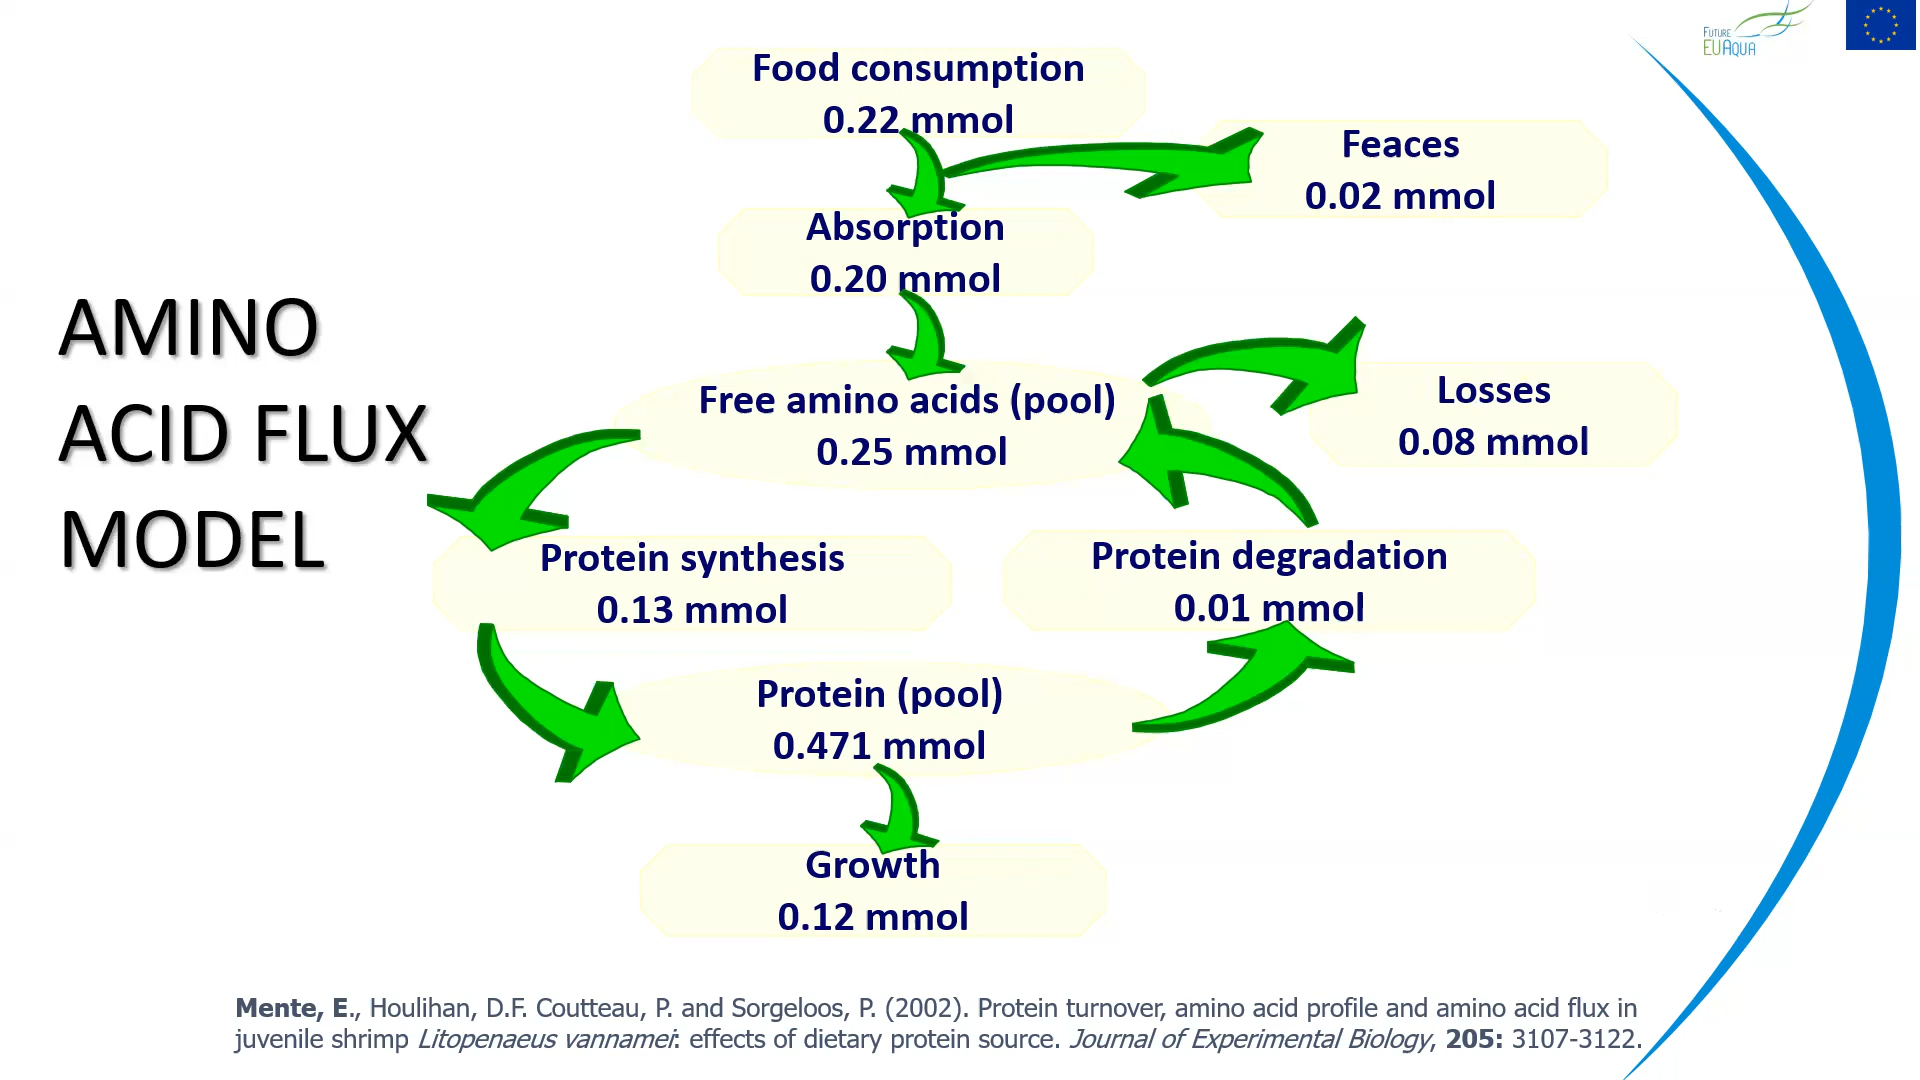 FUTURE
EUAQUA
Food consumption
0.22 mmol
Feaces
0.02 mmol
Absorption
0.20 mmol
AMINO
ACID FLUX
MODEL
Free amino acids (pool)
0.25 mmol
Losses
0.08 mmol
Protein synthesis
0.13 mmol
Protein degradation
0.01 mmol
Protein (pool)
0.471 mmol
Growth
0.12 mmol
Mente, E., Houlihan, D.F. Coutteau, P. and Sorgeloos, P. (2002). Protein turnover, amino acid profile and amino acid flux in
juvenile shrimp Litopenaeus vannamei: effects of dietary protein source. Journal of Experimental Biology, 205: 3107-3122.